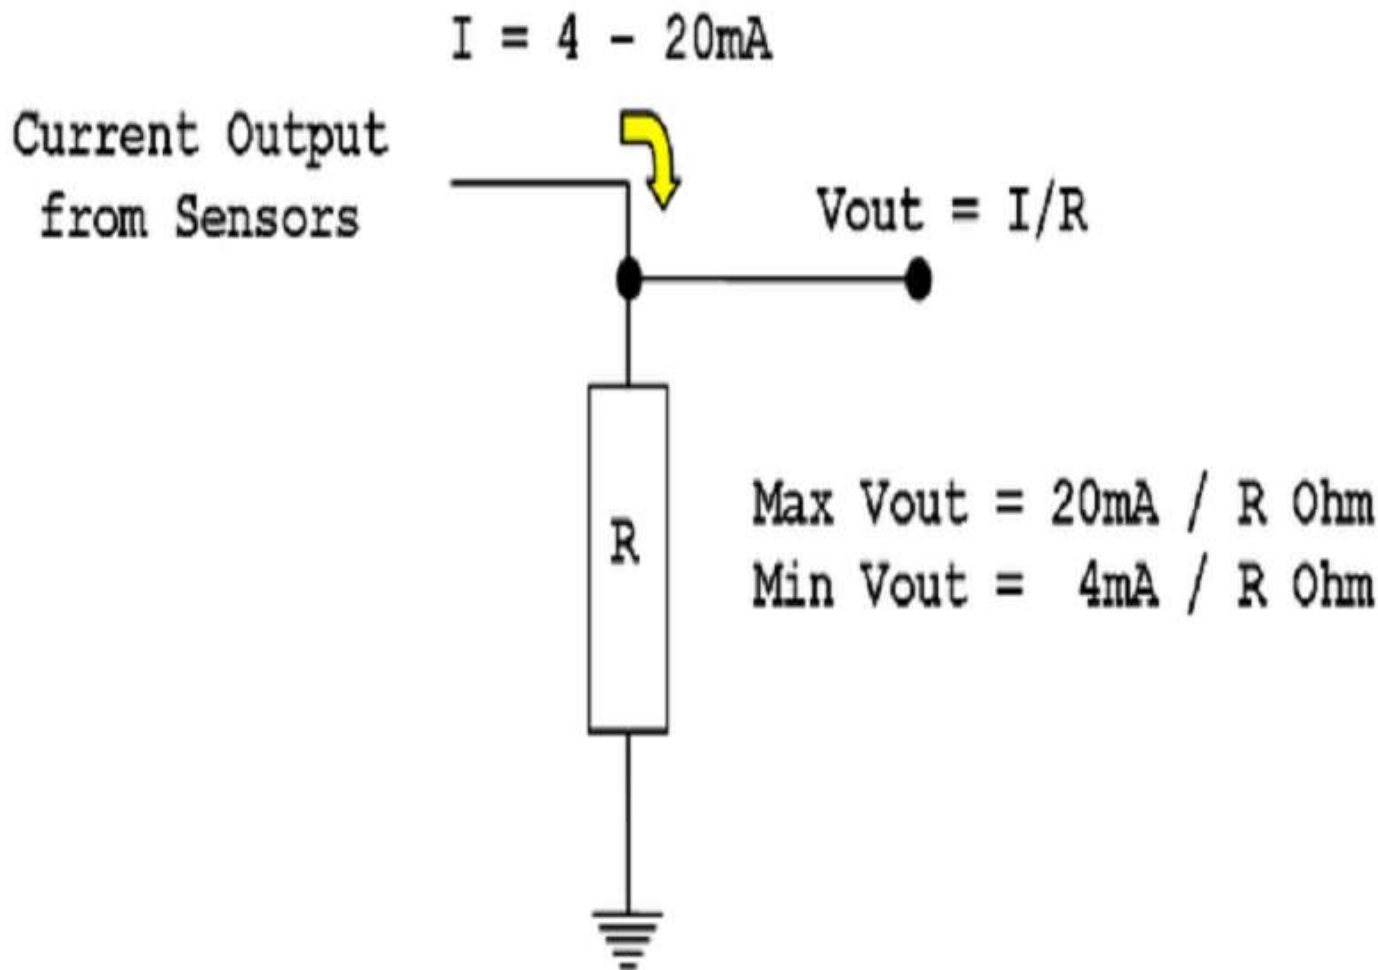 I = 4 - 20mA
Current Output
from Sensors
Vout = I/R
R
Max Vout = 20mA / R Ohm
Min Vout = 4mA / R Ohm